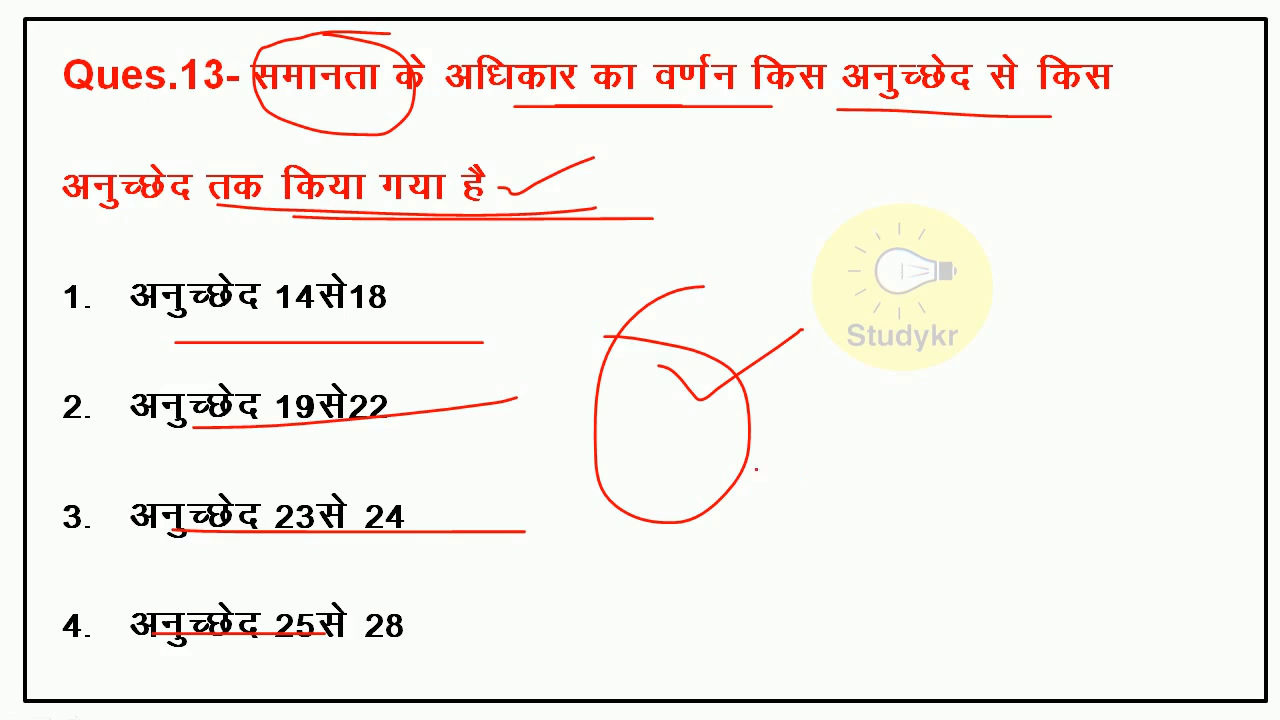 Ques.13- समानता के अधिकार का वर्णन किस अनुच्छेद से किस
अनुच्छेद तक किया गया है
1. अनुच्छेद 14से18
2. अनुच्छेद 19से22
3. अनुच्छेद 23से 24
4. अनुच्छेद 25से 28
Studykr